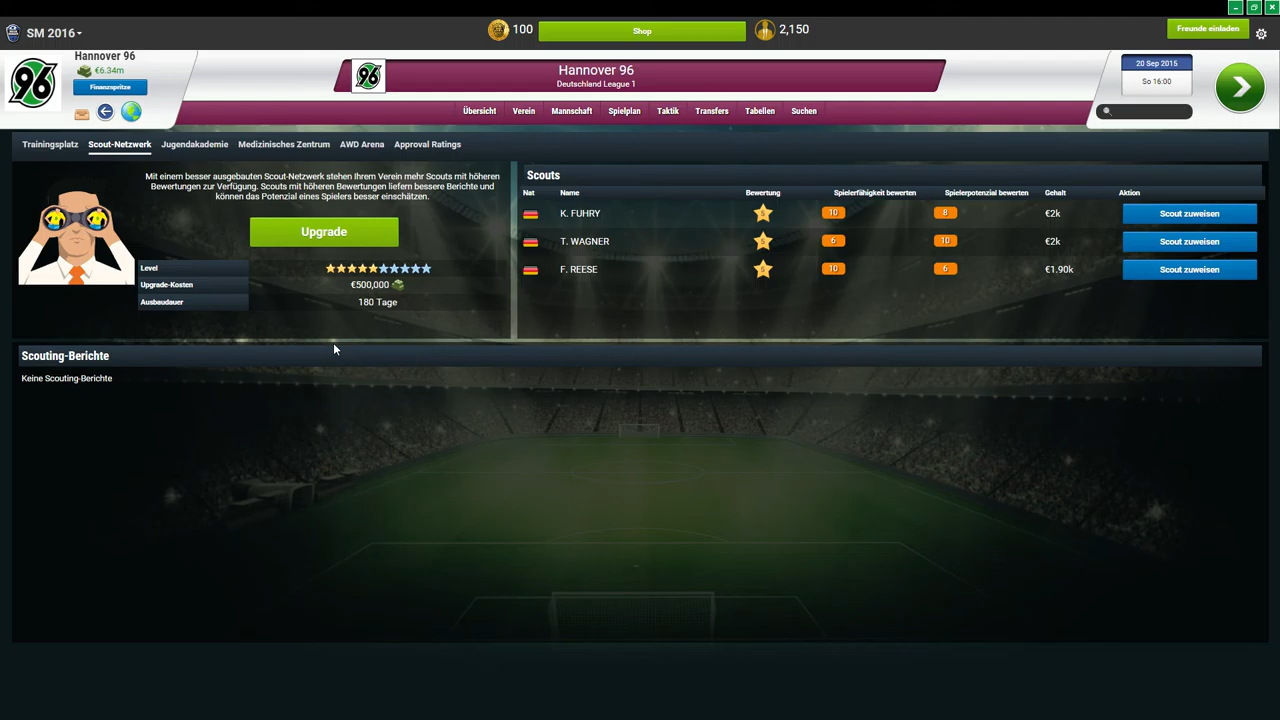 SM 2016
100
Shop
2,150
Freunde einladen
Hannover 96
€6.34m
Finanzspritze
96
96
Hannover 96
Deutschland League 1
20 Sep 2015
So 16:00
Übersicht Verein Mannschaft Spielplan Taktik Transfers Tabellen Suchen
Trainingsplatz Scout-Netzwerk Jugendakademie Medizinisches Zentrum AWD Arena Approval Ratings
Mit einem besser ausgebauten Scout-Netzwerk stehen Ihrem Verein mehr Scouts mit höheren
Bewertungen zur Verfügung. Scouts mit höheren Bewertungen liefern bessere Berichte und
können das Potenzial eines Spielers besser einschätzen.
Upgrade
Level
Upgrade-Kosten €500,000
Ausbaudauer 180 Tage
Scouts
Nat Name Bewertung Spielerfähigkeit bewerten Spielerpotenzial bewerten Gehalt Aktion
K. FUHRY 5 10 8 €2k Scout zuweisen
T. WAGNER 5 6 10 €2k Scout zuweisen
F. REESE 5 10 6 €1.90k Scout zuweisen
Scouting-Berichte
Keine Scouting-Berichte